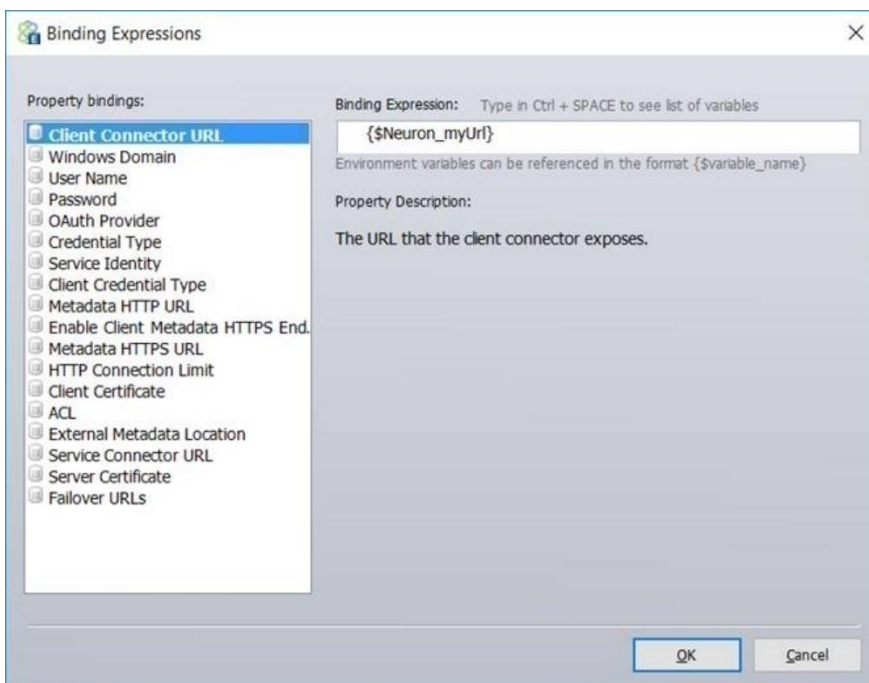 Binding Expressions
Property bindings:
Client Connector URL
Windows Domain
User Name
Password
OAuth Provider
Credential Type
Service Identity
Client Credential Type
Metadata HTTP URL
Enable Client Metadata HTTPS End.
Metadata HTTPS URL
HTTP Connection Limit
Client Certificate
ACL
External Metadata Location
Service Connector URL
Server Certificate
Failover URLs
Binding Expression: Type in Ctrl + SPACE to see list of variables
{$Neuron_myUrl}
Environment variables can be referenced in the format {$variable_name}
Property Description:
The URL that the client connector exposes.
OK Cancel